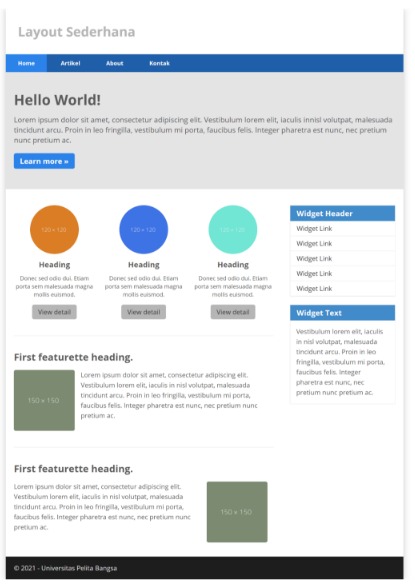 Layout Sederhana
Home Artikel About Kontak
Hello World!
Lorem ipsum dolor sit amet, consectetur adipiscing elit. Vestibulum lorem elit, iaculis innisl volutpat, malesuada
tincidunt arcu. Proin in leo fringilla, vestibulum mi porta, faucibus felis. Integer pharetra est nunc, nec pretium
nunc pretium ac.
Learn more »
120 × 120
120 × 120
120 × 120
Heading
Heading
Heading
Donec sed odio dui. Etiam
porta sem malesuada magna
mollis euismod.
Donec sed odio dui. Etiam
porta sem malesuada magna
mollis euismod.
Donec sed odio dui. Etiam
porta sem malesuada magna
mollis euismod.
View detail
View detail
View detail
First featurette heading.
150 × 150
Lorem ipsum dolor sit amet, consectetur adipiscing elit.
Vestibulum lorem elit, iaculis in nisl volutpat, malesuada
tincidunt arcu. Proin in leo fringilla, vestibulum mi porta,
faucibus felis. Integer pharetra est nunc, nec pretium nunc
pretium ac.
First featurette heading.
Lorem ipsum dolor sit amet, consectetur adipiscing elit.
Vestibulum lorem elit, iaculis in nisl volutpat, malesuada
tincidunt arcu. Proin in leo fringilla, vestibulum mi porta,
faucibus felis. Integer pharetra est nunc, nec pretium nunc
pretium ac.
150 × 150
Widget Header
Widget Link
Widget Link
Widget Link
Widget Link
Widget Link
Widget Text
Vestibulum lorem elit, iaculis
in nisl volutpat, malesuada
tincidunt arcu. Proin in leo
fringilla, vestibulum mi porta,
faucibus felis. Integer
pharetra est nunc, nec
pretium nunc pretium ac.
© 2021 - Universitas Pelita Bangsa